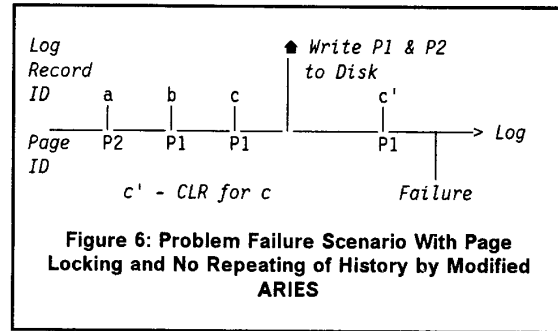 Log
Record
ID
Write P1 & P2
to Disk
a b c c'
Log
Page
ID
P2 P1 P1 P1
c' - CLR for c
Failure
Figure 6: Problem Failure Scenario With Page
Locking and No Repeating of History by Modified
ARIES